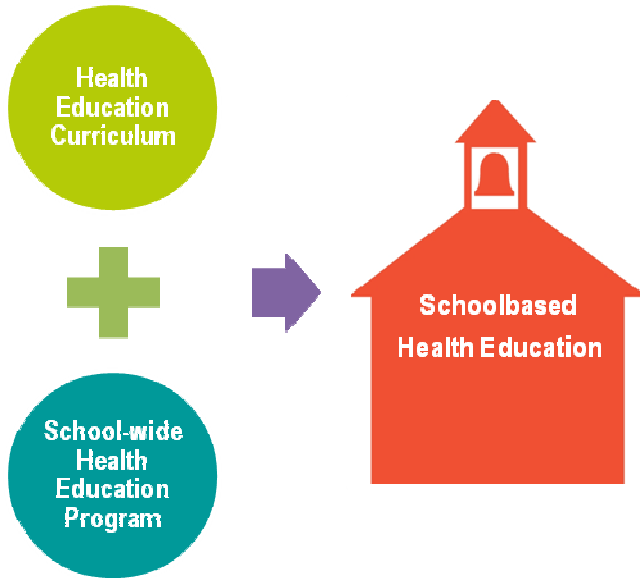 Health
Education
Curriculum
School-wide
Health
Education
Program
Schoolbased
Health Education